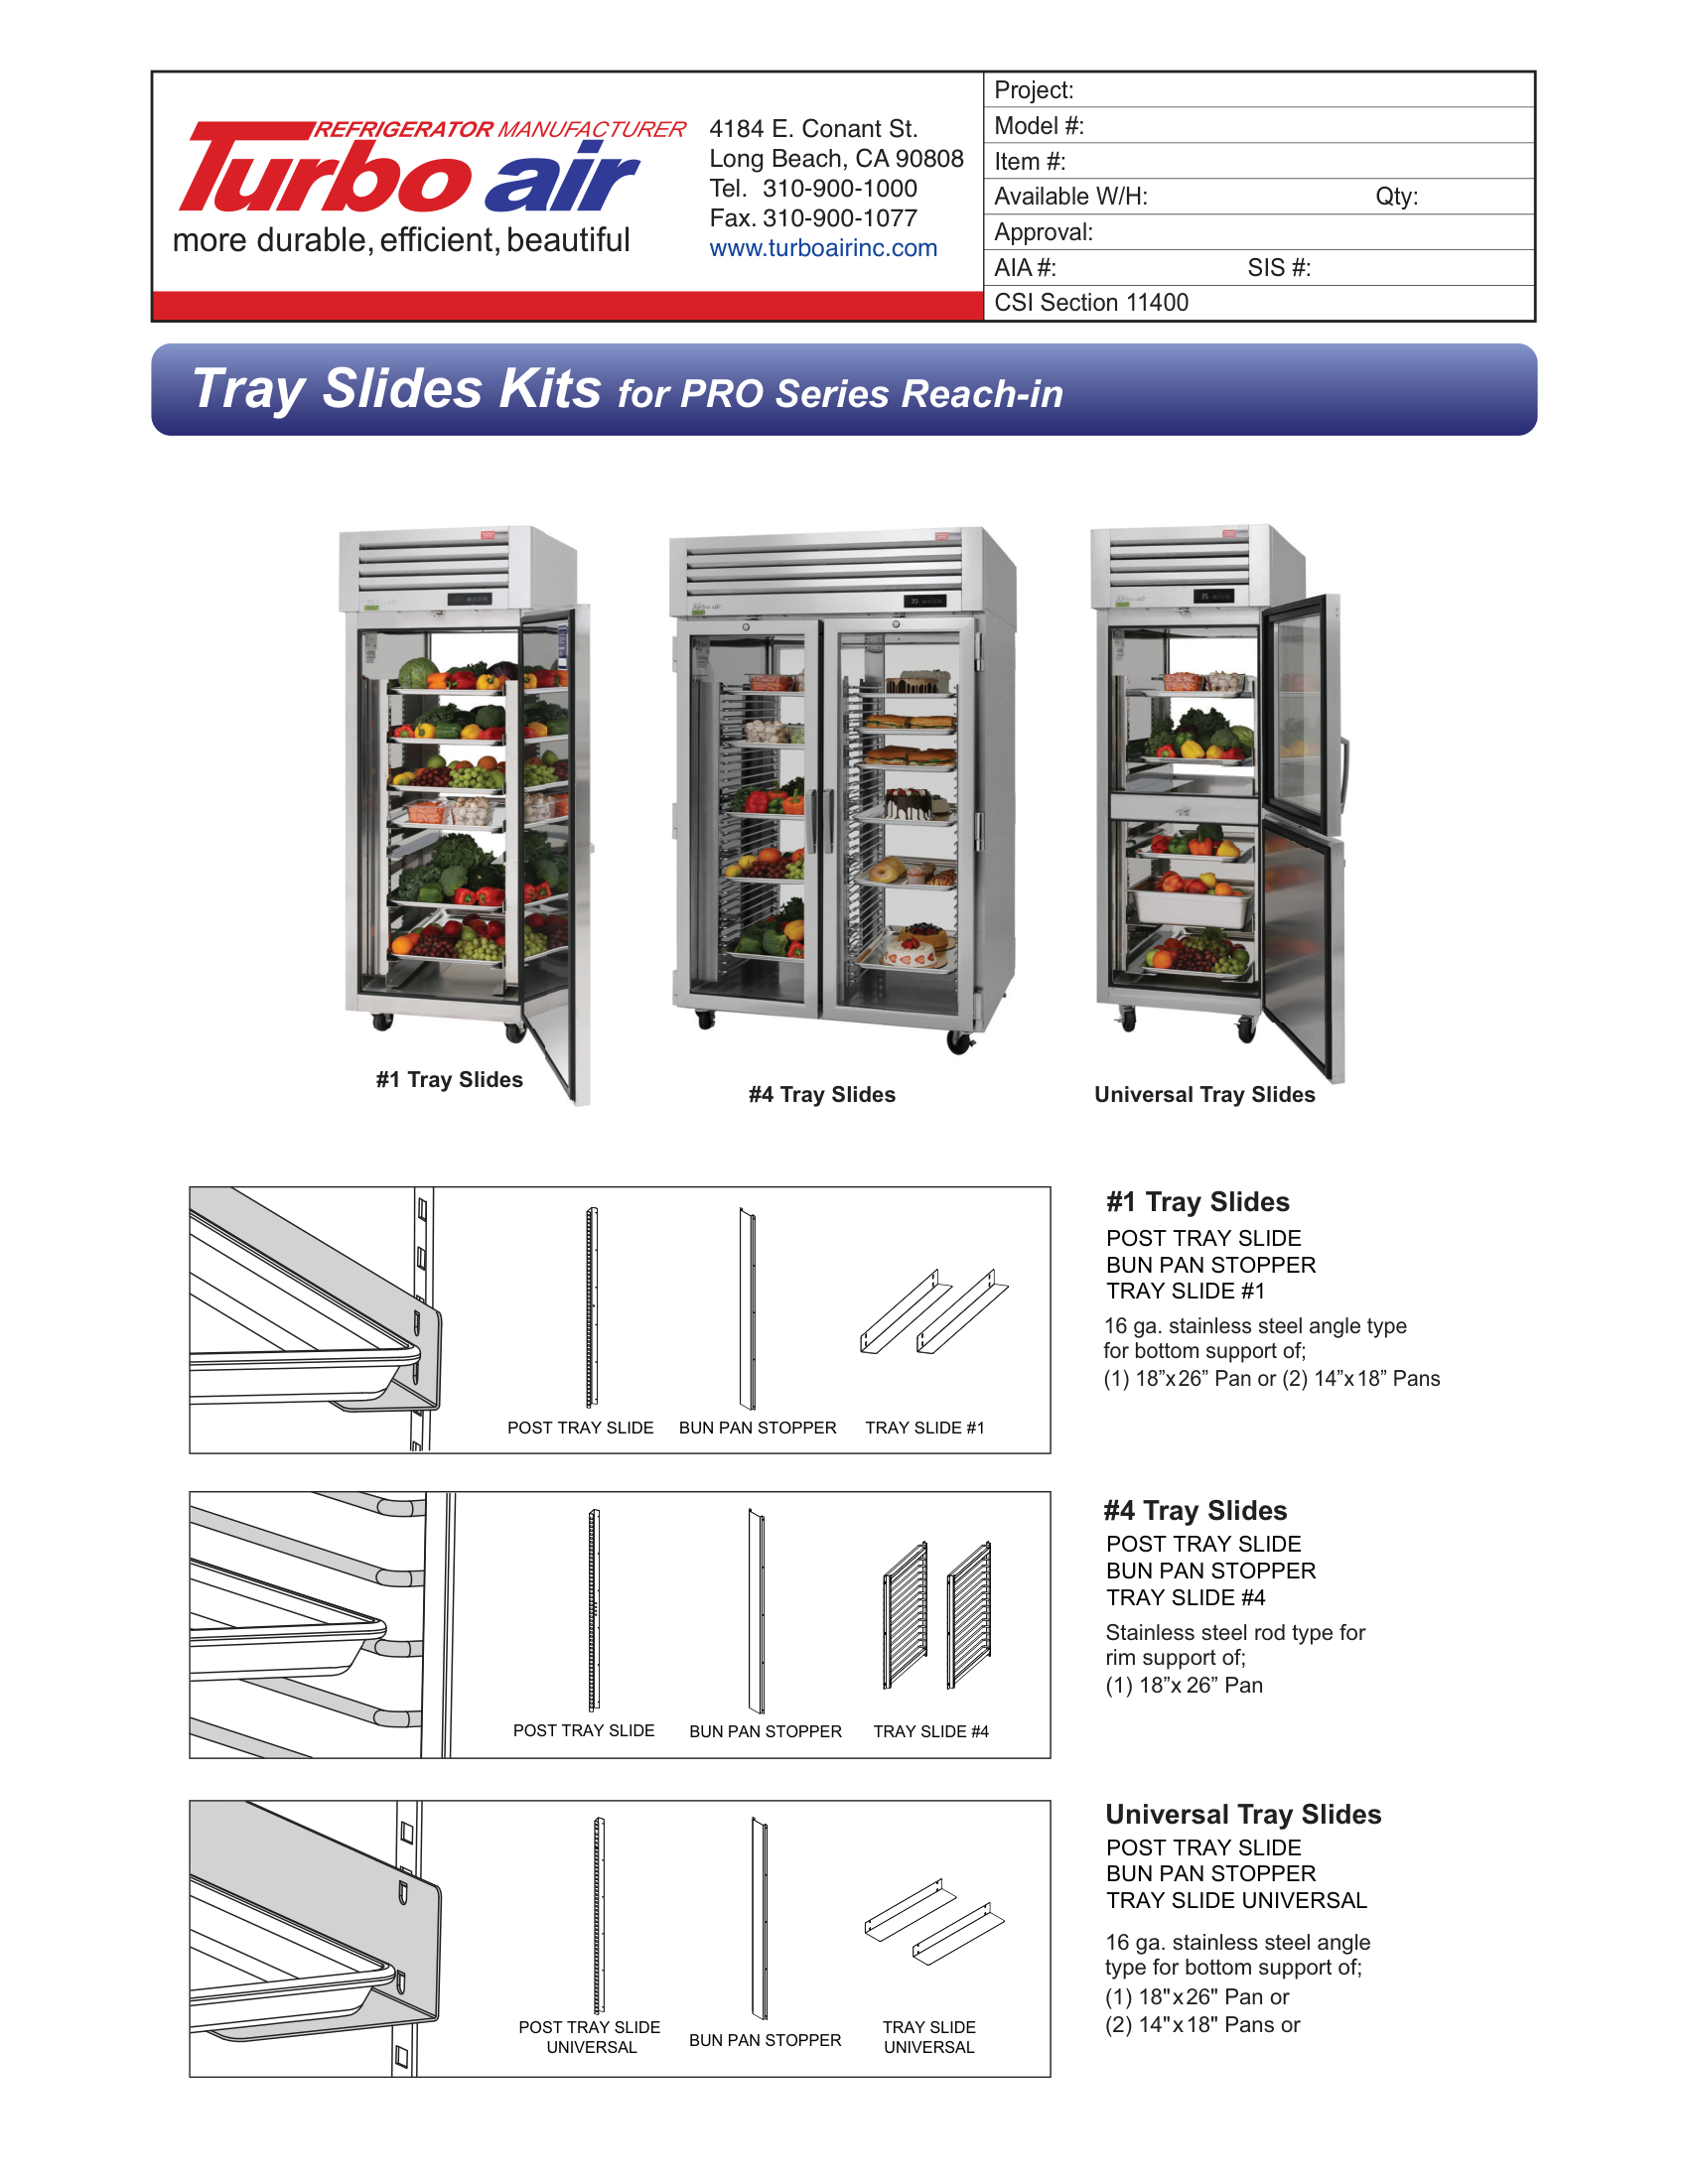 REFRIGERATOR MANUFACTURER
Turbo air
more durable, efficient, beautiful
4184 E. Conant St.
Long Beach, CA 90808
Tel. 310-900-1000
Fax. 310-900-1077
www.turboairinc.com
Project:
Model #:
Item #:
Available W/H: Qty:
Approval:
AIA #: SIS #:
CSI Section 11400
Tray Slides Kits for PRO Series Reach-in
#1 Tray Slides
#4 Tray Slides
Universal Tray Slides
POST TRAY SLIDE
BUN PAN STOPPER
TRAY SLIDE #1
#1 Tray Slides
POST TRAY SLIDE
BUN PAN STOPPER
TRAY SLIDE #1
16 ga. stainless steel angle type
for bottom support of;
(1) 18”x26” Pan or (2) 14”x18” Pans
POST TRAY SLIDE
BUN PAN STOPPER
TRAY SLIDE #4
#4 Tray Slides
POST TRAY SLIDE
BUN PAN STOPPER
TRAY SLIDE #4
Stainless steel rod type for
rim support of;
(1) 18”x 26” Pan
POST TRAY SLIDE
UNIVERSAL
BUN PAN STOPPER
TRAY SLIDE
UNIVERSAL
Universal Tray Slides
POST TRAY SLIDE
BUN PAN STOPPER
TRAY SLIDE UNIVERSAL
16 ga. stainless steel angle
type for bottom support of;
(1) 18"x26" Pan or
(2) 14"x18" Pans or